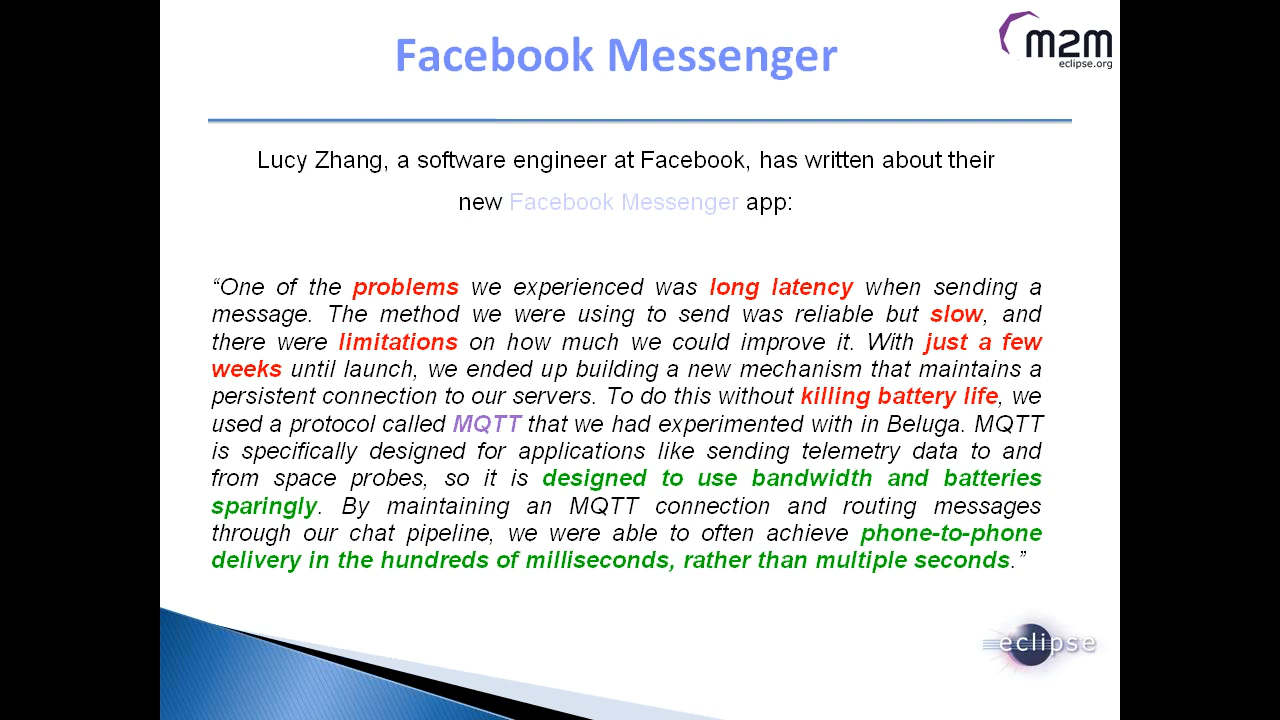 Facebook Messenger
m2m
eclipse.org
Lucy Zhang, a software engineer at Facebook, has written about their
new Facebook Messenger app:
“One of the problems we experienced was long latency when sending a
message. The method we were using to send was reliable but slow, and
there were limitations on how much we could improve it. With just a few
weeks until launch, we ended up building a new mechanism that maintains a
persistent connection to our servers. To do this without killing battery life, we
used a protocol called MQTT that we had experimented with in Beluga. MQTT
is specifically designed for applications like sending telemetry data to and
from space probes, so it is designed to use bandwidth and batteries
sparingly. By maintaining an MQTT connection and routing messages
through our chat pipeline, we were able to often achieve phone-to-phone
delivery in the hundreds of milliseconds, rather than multiple seconds.”
eclipse